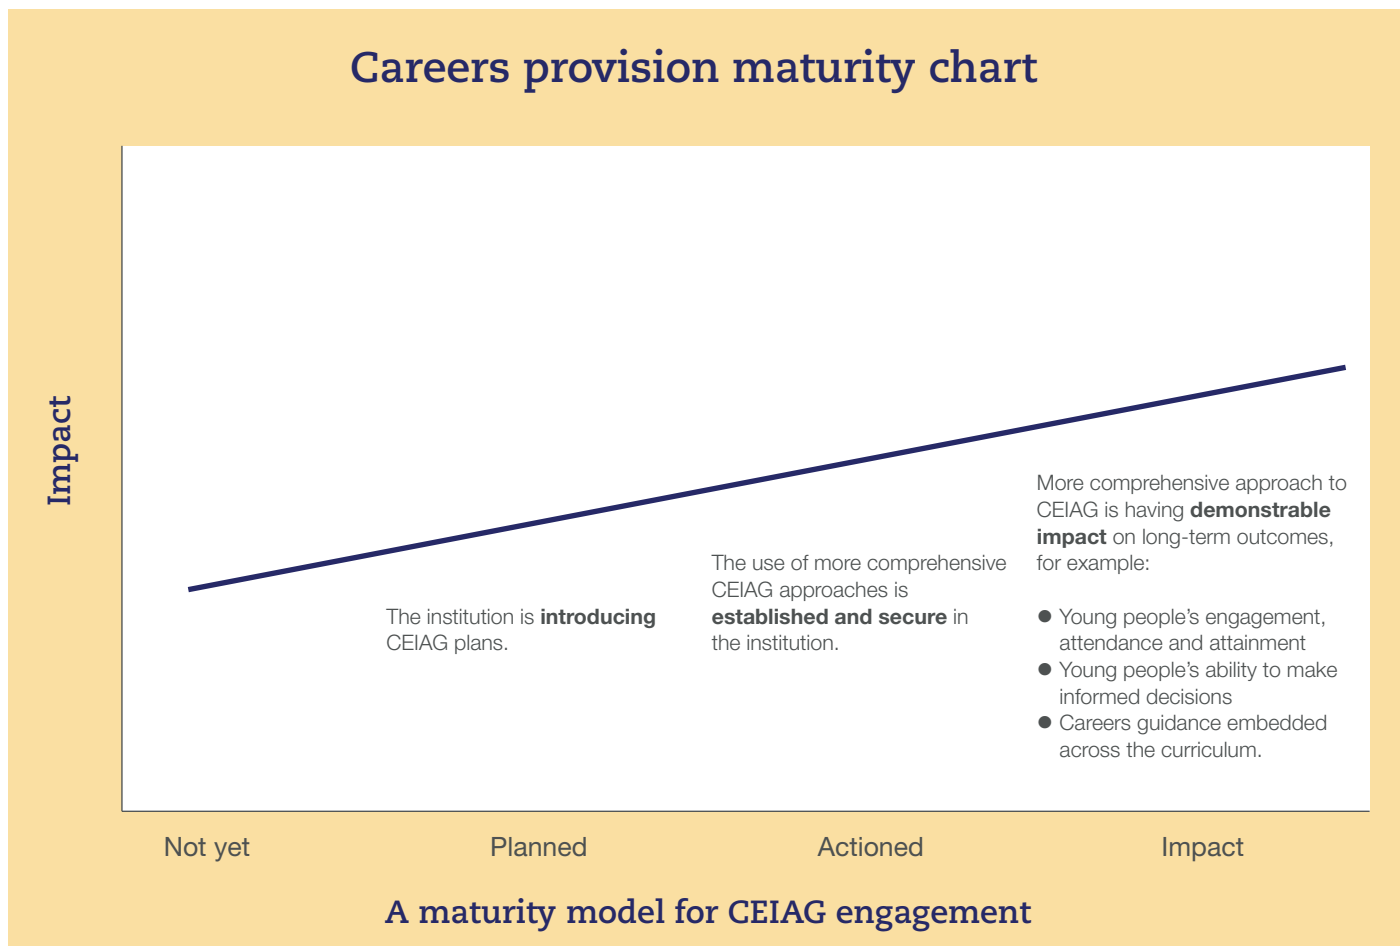 Careers provision maturity chart
Impact
The institution is introducing
CEIAG plans.
The use of more comprehensive
CEIAG approaches is
established and secure in
the institution.
More comprehensive approach to
CEIAG is having demonstrable
impact on long-term outcomes,
for example:
● Young people’s engagement,
attendance and attainment
● Young people’s ability to make
informed decisions
● Careers guidance embedded
across the curriculum.
Not yet
Planned
Actioned
Impact
A maturity model for CEIAG engagement